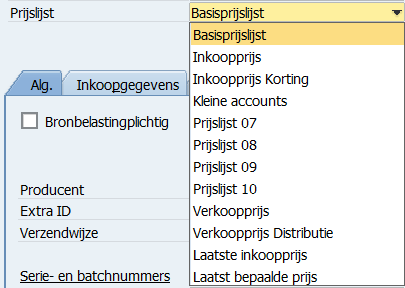 Prijslijst Basisprijslijst
Basisprijslijst
Inkoopprijs
Inkoopprijs Korting
Kleine accounts
Prijslijst 07
Prijslijst 08
Prijslijst 09
Prijslijst 10
Verkoopprijs
Verkoopprijs Distributie
Laatste inkoopprijs
Laatst bepaalde prijs
Alg. Inkoopgegevens
Bronbelastingplichtig
Producent
Extra ID
Verzendwijze
Serie- en batchnummers